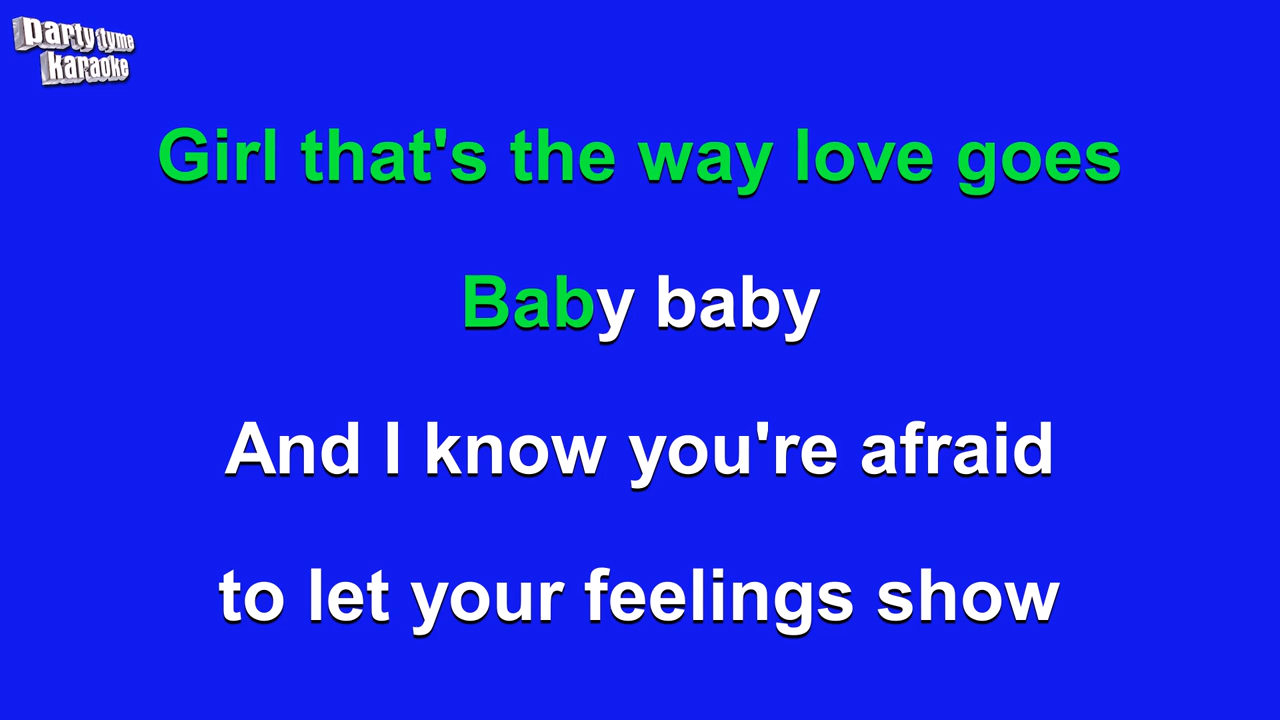 party tyme
karaoke
Girl that's the way love goes
Baby baby
And I know you're afraid
to let your feelings show